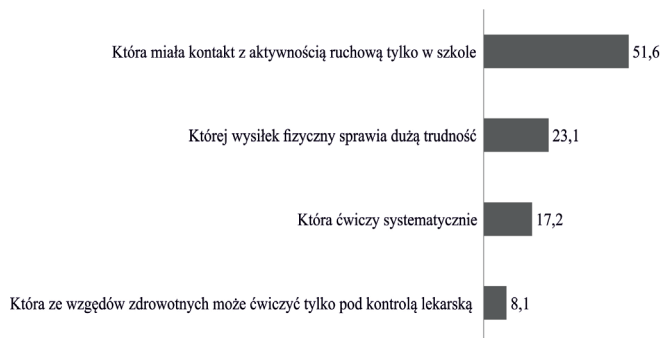 Która miała kontakt z aktywnością ruchową tylko w szkole 51,6
Której wysiłek fizyczny sprawia dużą trudność 23,1
Która ćwiczy systematycznie 17,2
Która ze wzgędów zdrowotnych może ćwiczyć tylko pod kontrolą lekarską 8,1